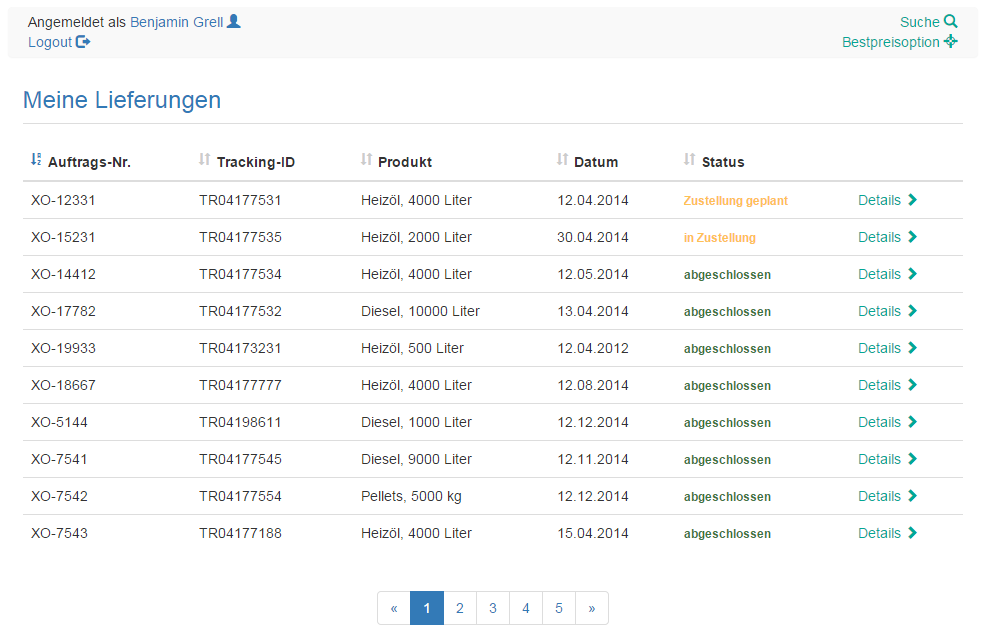 Angemeldet als Benjamin Grell Suche
Logout Bestpreisoption
Meine Lieferungen
Auftrags-Nr. Tracking-ID Produkt Datum Status
XO-12331 TR04177531 Heizöl, 4000 Liter 12.04.2014 Zustellung geplant Details
XO-15231 TR04177535 Heizöl, 2000 Liter 30.04.2014 in Zustellung Details
XO-14412 TR04177534 Heizöl, 4000 Liter 12.05.2014 abgeschlossen Details
XO-17782 TR04177532 Diesel, 10000 Liter 13.04.2014 abgeschlossen Details
XO-19933 TR04173231 Heizöl, 500 Liter 12.04.2012 abgeschlossen Details
XO-18667 TR04177777 Heizöl, 4000 Liter 12.08.2014 abgeschlossen Details
XO-5144 TR04198611 Diesel, 1000 Liter 12.12.2014 abgeschlossen Details
XO-7541 TR04177545 Diesel, 9000 Liter 12.11.2014 abgeschlossen Details
XO-7542 TR04177554 Pellets, 5000 kg 12.12.2014 abgeschlossen Details
XO-7543 TR04177188 Heizöl, 4000 Liter 15.04.2014 abgeschlossen Details
« 1 2 3 4 5 »